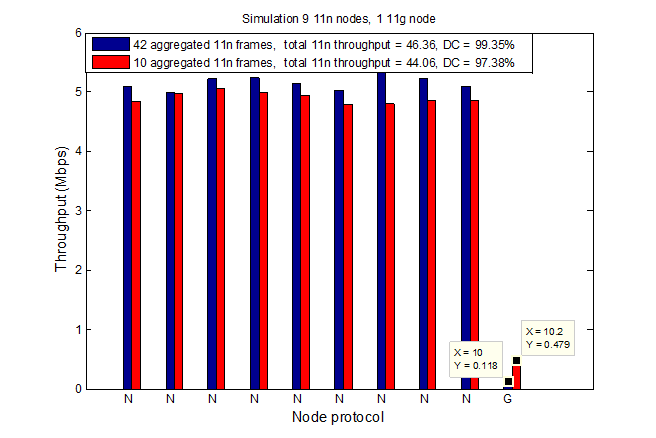 Simulation 9 11n nodes, 1 11g node
42 aggregated 11n frames, total 11n throughput = 46.36, DC = 99.35%
10 aggregated 11n frames, total 11n throughput = 44.06, DC = 97.38%
6
5
4
3
2
1
0
Throughput (Mbps)
X = 10.2
Y = 0.479
X = 10
Y = 0.118
N N N N N N N N N G
Node protocol